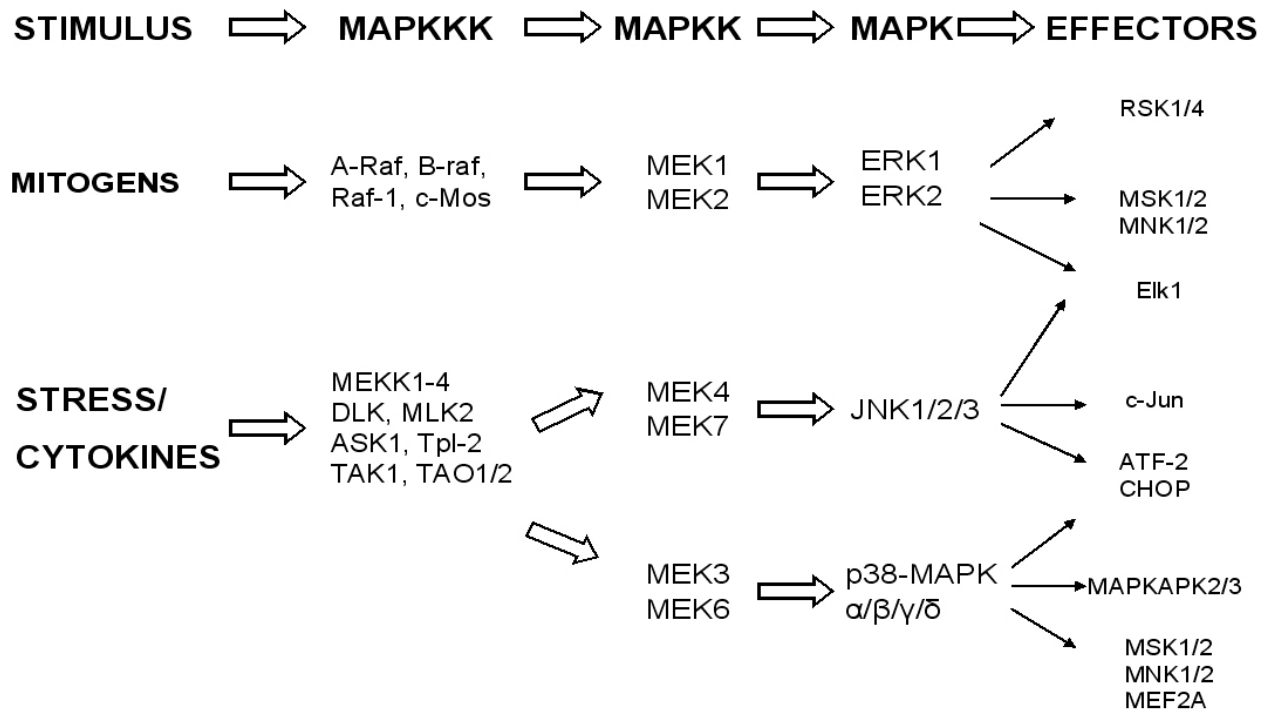 STIMULUS MAPKKK MAPKK MAPK EFFECTORS
RSK1/4
MITOGENS
A-Raf, B-raf,
Raf-1, c-Mos
MEK1
MEK2
ERK1
ERK2
MSK1/2
MNK1/2
Elk1
STRESS/
CYTOKINES
MEKK1-4
DLK, MLK2
ASK1, Tpl-2
TAK1, TAO1/2
MEK4
MEK7
JNK1/2/3
c-Jun
ATF-2
CHOP
MEK3
MEK6
p38-MAPK
α/β/γ/δ
MAPKAPK2/3
MSK1/2
MNK1/2
MEF2A